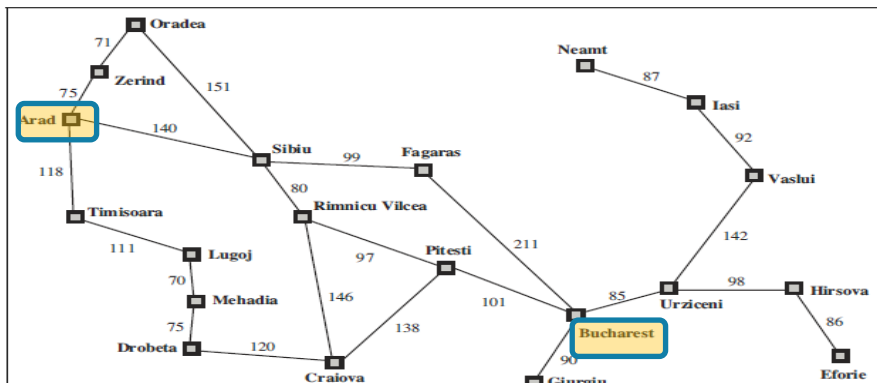 Oradea
71
Neamt
Zerind
87
75
151
Iasi
Arad
140
92
Sibiu
99
Fagaras
118
Vaslui
80
Timisoara
Rimnicu Vilcea
111
211
142
Lugoj
97
Pitesti
70
98
Hirsova
146
101
85
Mehadia
Urziceni
138
86
75
Bucharest
120
Drobeta
90
Craiova
Eforie
Giurgiu